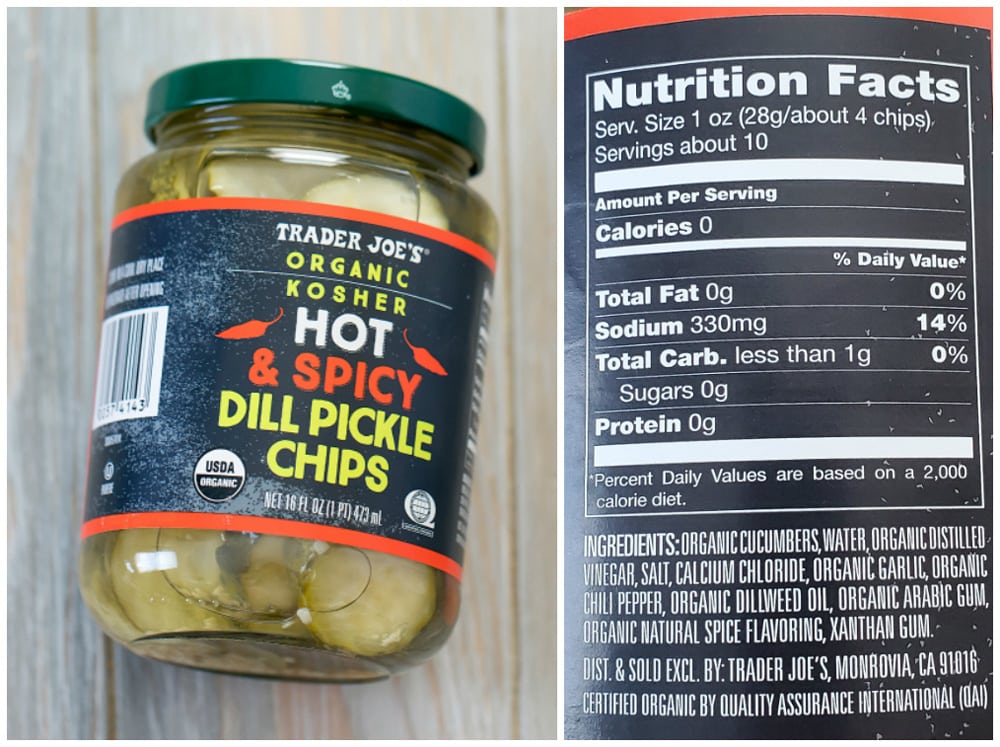 TRADER JOE'S®
ORGANIC
KOSHER
HOT
& SPICY
DILL PICKLE
CHIPS
USDA
ORGANIC
NET 16 FL OZ (1 PT) 473 mL
DRY PLACE
AFTER OPENING
4143
Nutrition Facts
Serv. Size 1 oz (28g/about 4 chips)
Servings about 10
Amount Per Serving
Calories 0
% Daily Value*
Total Fat 0g 0%
Sodium 330mg 14%
Total Carb. less than 1g 0%
Sugars 0g
Protein 0g
*Percent Daily Values are based on a 2,000
calorie diet.
INGREDIENTS: ORGANIC CUCUMBERS, WATER, ORGANIC DISTILLED
VINEGAR, SALT, CALCIUM CHLORIDE, ORGANIC GARLIC, ORGANIC
CHILI PEPPER, ORGANIC DILLWEED OIL, ORGANIC ARABIC GUM,
ORGANIC NATURAL SPICE FLAVORING, XANTHAN GUM.
DIST. & SOLD EXCL. BY: TRADER JOE'S, MONROVIA, CA 91016
CERTIFIED ORGANIC BY QUALITY ASSURANCE INTERNATIONAL (QAI)